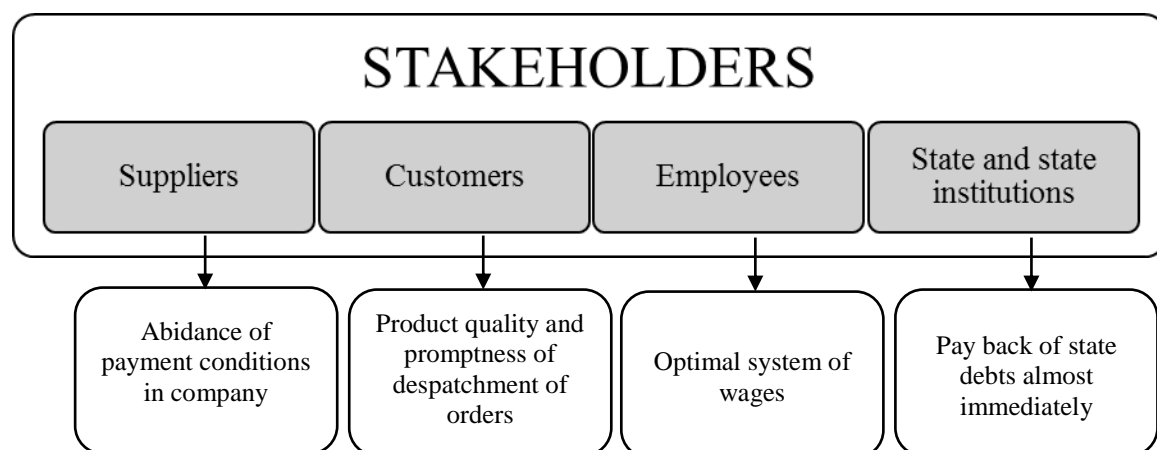 STAKEHOLDERS
Suppliers
Customers
Employees
State and state
institutions
Abidance of
payment conditions
in company
Product quality and
promptness of
despatchment of
orders
Optimal system of
wages
Pay back of state
debts almost
immediately